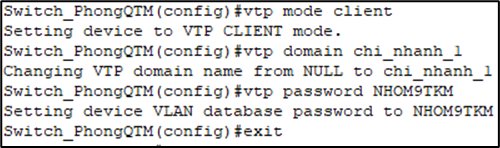 Switch_PhongQTM(config)#vtp mode client
Setting device to VTP CLIENT mode.
Switch_PhongQTM(config)#vtp domain chi_nhanh_1
Changing VTP domain name from NULL to chi_nhanh_1
Switch_PhongQTM(config)#vtp password NHOM9TKM
Setting device VLAN database password to NHOM9TKM
Switch_PhongQTM(config)#exit